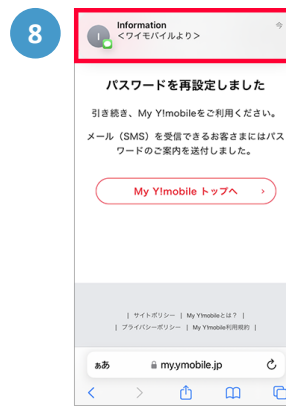 8
Information
今
I
<ワイモバイルより>
パスワードを再設定しました
引き続き、My Y!mobileをご利用ください。
メール（SMS）を受信できるお客さまにはパス
ワードのご案内を送付しました。
My Y!mobile トップへ
| サイトポリシー | My Y!mobileとは？ |
| プライバシーポリシー | My Y!mobile利用規約 |
ぁあ
my.ymobile.jp